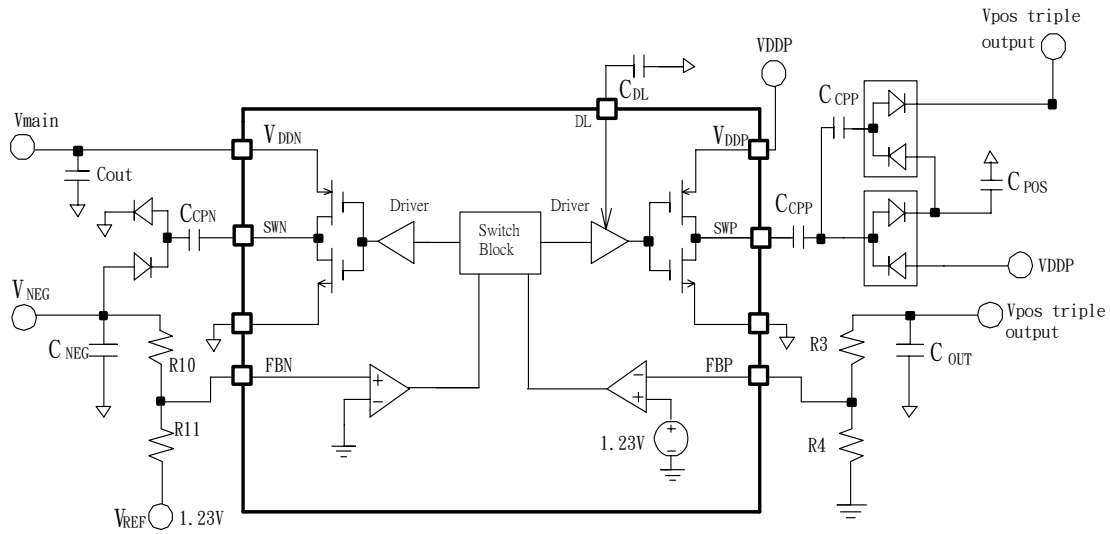 Vpos triple
output
VDDP
C CPP
CDL
DL
Vmain
VDDN
VDDP
Cout
CPOS
CCPN
Driver
Driver
CCPP
SWN
Switch
Block
SWP
VDDP
VNEG
Vpos triple
output
CNEG
R10
R3
COUT
FBN
FBP
+
−
−
+
R11
1.23V
+
−
R4
VREF
1.23V